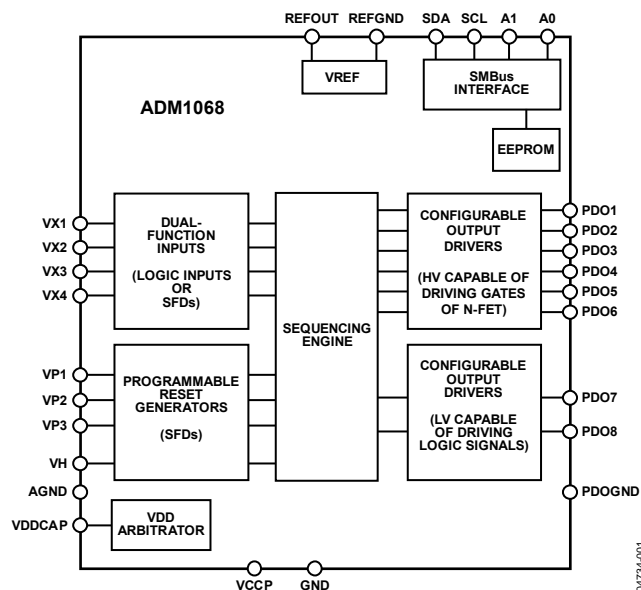 REFOUT REFGND SDA SCL A1 A0
VREF
SMBus
INTERFACE
EEPROM
ADM1068
VX1
VX2
VX3
VX4
DUAL-
FUNCTION
INPUTS
(LOGIC INPUTS
OR
SFDs)
SEQUENCING
ENGINE
CONFIGURABLE
OUTPUT
DRIVERS
(HV CAPABLE OF
DRIVING GATES
OF N-FET)
PDO1
PDO2
PDO3
PDO4
PDO5
PDO6
VP1
VP2
VP3
VH
PROGRAMMABLE
RESET
GENERATORS
(SFDs)
CONFIGURABLE
OUTPUT
DRIVERS
(LV CAPABLE
OF DRIVING
LOGIC SIGNALS)
PDO7
PDO8
AGND
PDOGND
VDDCAP
VDD
ARBITRATOR
VCCP GND
04734-001